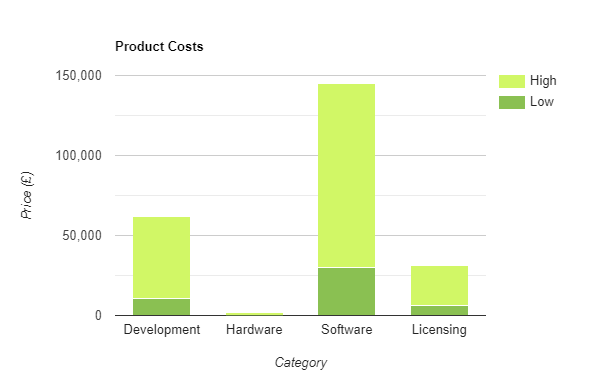 Product Costs
150,000
100,000
50,000
0
Price (£)
Development
Hardware
Software
Licensing
Category
High
Low